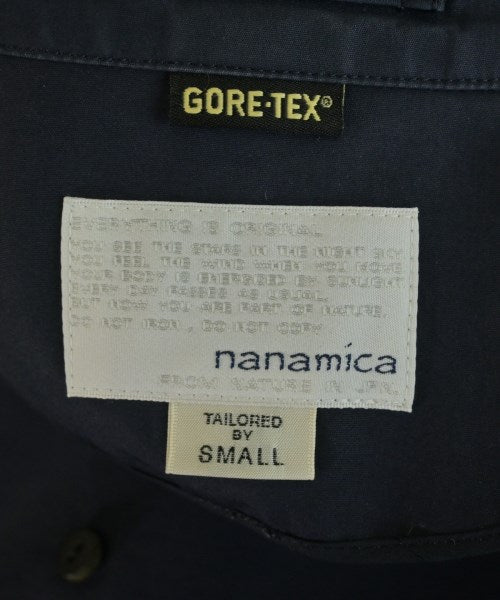 GORE-TEX®
EVERYTHING IS ORIGINAL
YOU SEE THE STARS IN THE NIGHT SKY
YOU FEEL THE WIND WHEN YOU MOVE
YOUR BODY IS ENERGISED BY SUNLIGHT
EVERY DAY PASSES AS USUAL.
BUT NOW YOU ARE PART OF NATURE.
DO NOT IRON, DO NOT COPY
nanamica
FROM NATURE IN JPN.
TAILORED
BY
SMALL